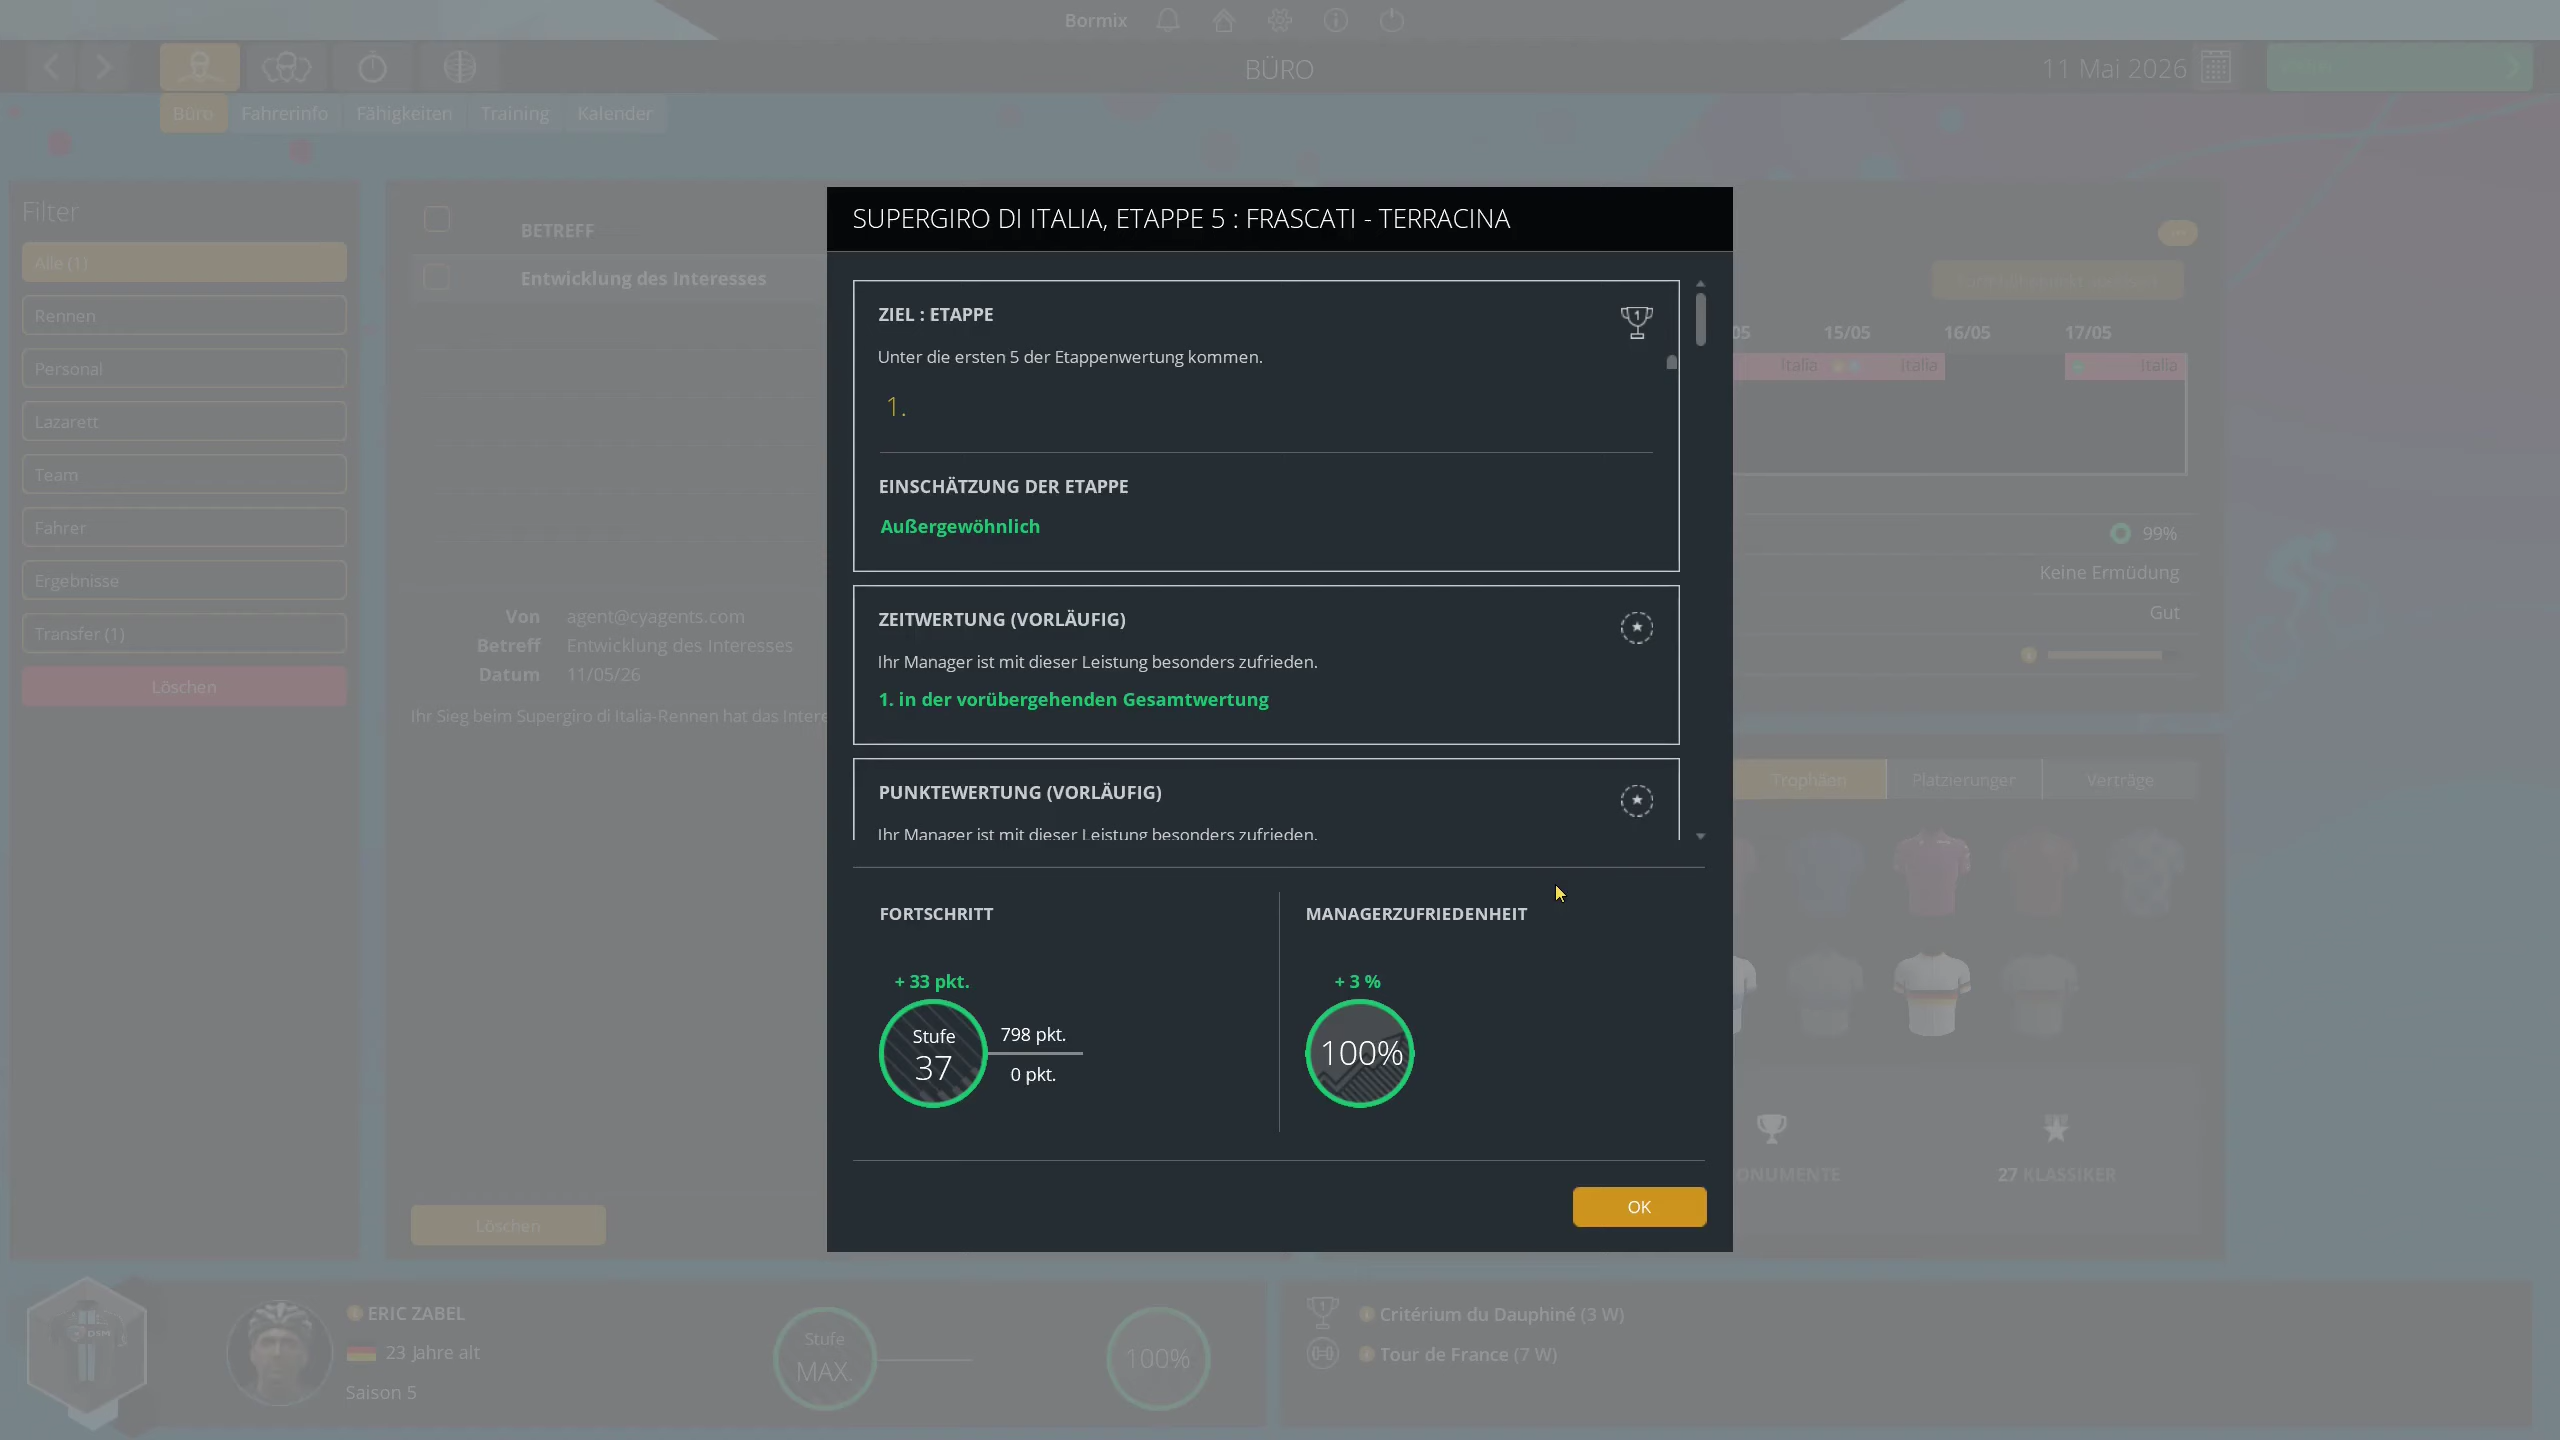 Bormix
BÜRO
11 Mai 2026
Büro
Fahrerinfo
Fähigkeiten
Training
Kalender
Filter
Alle (1)
Rennen
Personal
Lazarett
Team
Fahrer
Ergebnisse
Transfer (1)
Löschen
BETREFF
Entwicklung des Interesses
Von agent@cyagents.com
Betreff Entwicklung des Interesses
Datum 11/05/26
Ihr Sieg beim Supergiro di Italia-Rennen hat das Intere
Löschen
SUPERGIRO DI ITALIA, ETAPPE 5 : FRASCATI - TERRACINA
ZIEL : ETAPPE
Unter die ersten 5 der Etappenwertung kommen.
1.
EINSCHÄTZUNG DER ETAPPE
Außergewöhnlich
ZEITWERTUNG (VORLÄUFIG)
Ihr Manager ist mit dieser Leistung besonders zufrieden.
1. in der vorübergehenden Gesamtwertung
PUNKTEWERTUNG (VORLÄUFIG)
Ihr Manager ist mit dieser Leistung besonders zufrieden.
FORTSCHRITT
+ 33 pkt.
Stufe
37
798 pkt.
0 pkt.
MANAGERZUFRIEDENHEIT
+ 3 %
100%
OK
05 15/05 16/05 17/05
Italia Italia Italia
99%
Keine Ermüdung
Gut
Trophäen
Platzierungen
Verträge
ONUMENTE
27 KLASSIKER
DSM
ERIC ZABEL
23 Jahre alt
Saison 5
Stufe
MAX.
100%
Critérium du Dauphiné (3 W)
Tour de France (7 W)